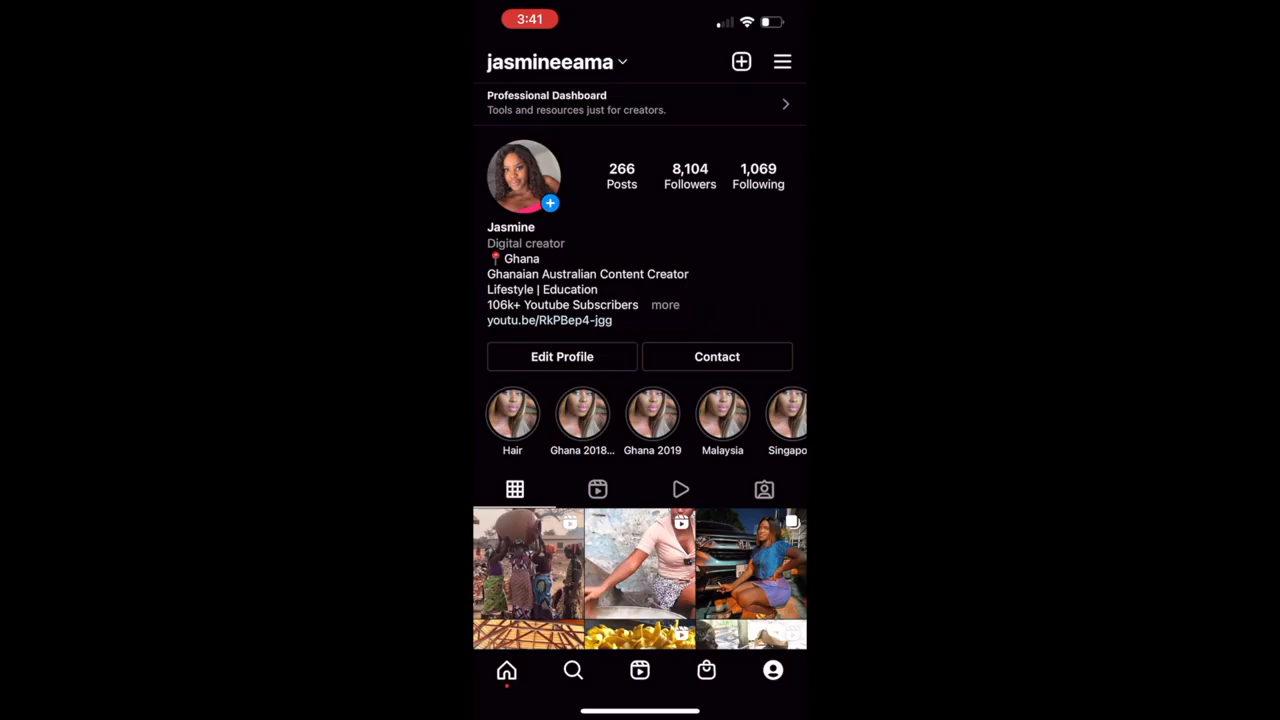 3:41
jasmineeama
Professional Dashboard
Tools and resources just for creators.
266 8,104 1,069
Posts Followers Following
Jasmine
Digital creator
📍 Ghana
Ghanaian Australian Content Creator
Lifestyle | Education
106k+ Youtube Subscribers more
youtu.be/RkPBep4-jgg
Edit Profile Contact
Hair Ghana 2018... Ghana 2019 Malaysia Singapo